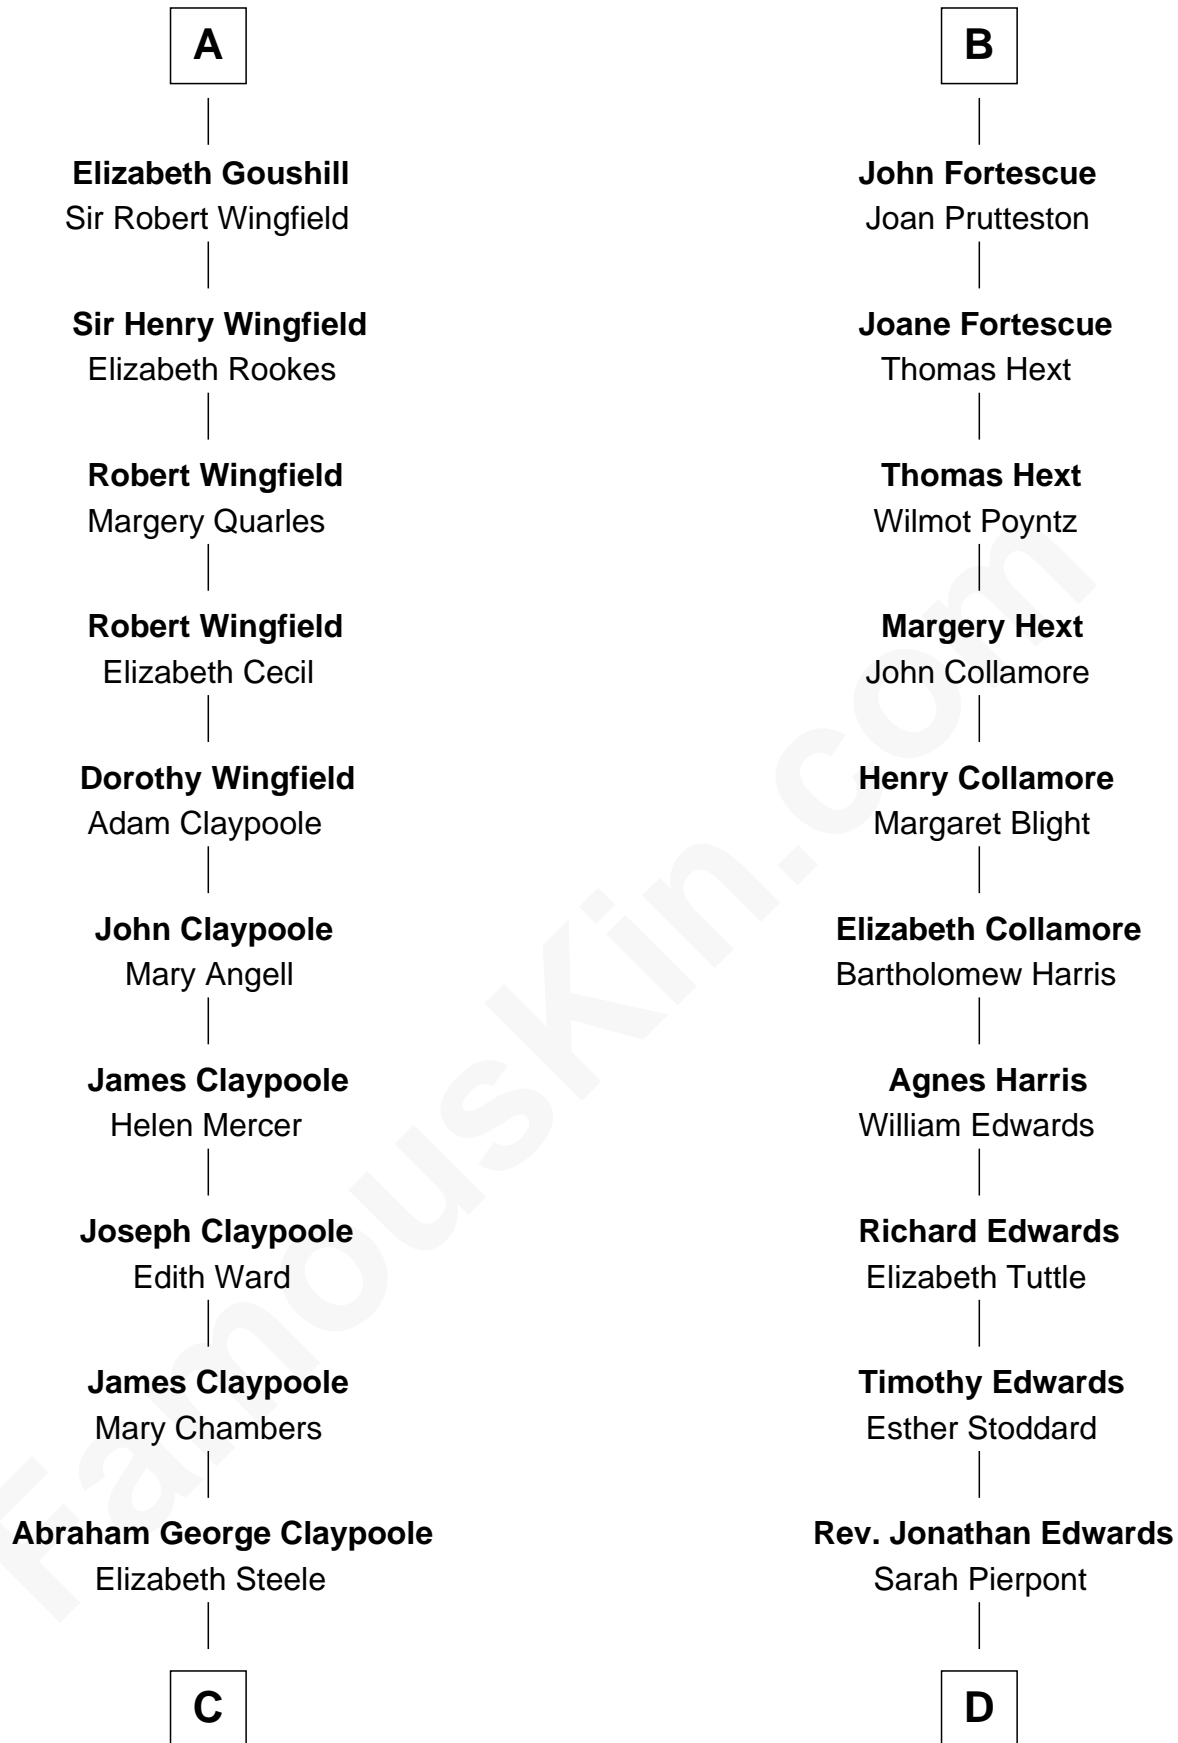 A
Elizabeth Goushill
Sir Robert Wingfield
Sir Henry Wingfield
Elizabeth Rookes
Robert Wingfield
Margery Quarles
Robert Wingfield
Elizabeth Cecil
Dorothy Wingfield
Adam Claypoole
John Claypoole
Mary Angell
James Claypoole
Helen Mercer
Joseph Claypoole
Edith Ward
James Claypoole
Mary Chambers
Abraham George Claypoole
Elizabeth Steele
C
B
John Fortescue
Joan Prutteston
Joane Fortescue
Thomas Hext
Thomas Hext
Wilmot Poyntz
Margery Hext
John Collamore
Henry Collamore
Margaret Blight
Elizabeth Collamore
Bartholomew Harris
Agnes Harris
William Edwards
Richard Edwards
Elizabeth Tuttle
Timothy Edwards
Esther Stoddard
Rev. Jonathan Edwards
Sarah Pierpont
D
FamousKin.com